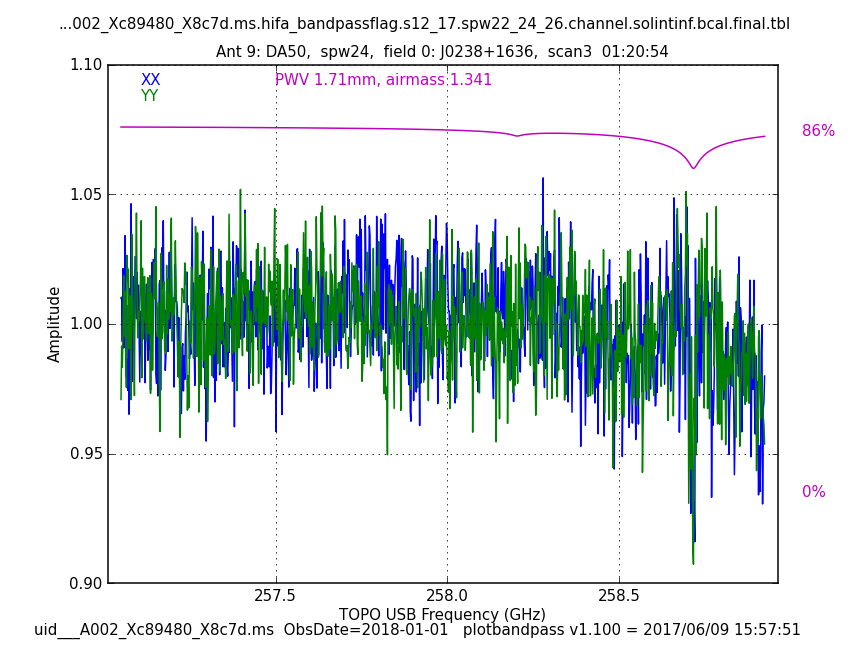 ...002_Xc89480_X8c7d.ms.hifa_bandpassflag.s12_17.spw22_24_26.channel.solintinf.bcal.final.tbl
Ant 9: DA50,  spw24,  field 0: J0238+1636,  scan3  01:20:54
1.10
XX
PWV 1.71mm, airmass 1.341
YY
86%
1.05
Amplitude
1.00
0.95
0%
0.90
257.5
258.0
258.5
TOPO USB Frequency (GHz)
uid___A002_Xc89480_X8c7d.ms  ObsDate=2018-01-01   plotbandpass v1.100 = 2017/06/09 15:57:51